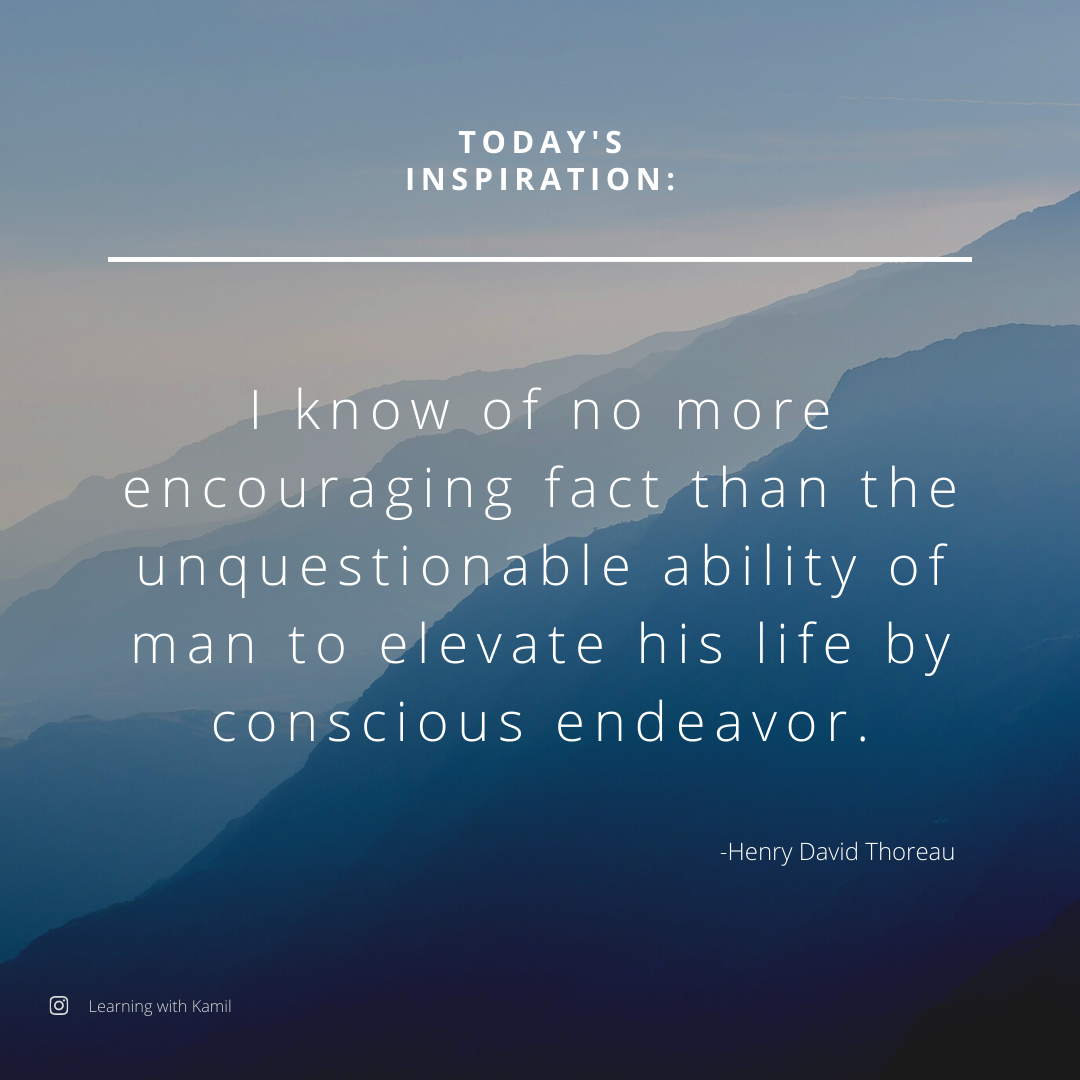 TODAY'S
INSPIRATION:
I know of no more
encouraging fact than the
unquestionable ability of
man to elevate his life by
conscious endeavor.
-Henry David Thoreau
Learning with Kamil